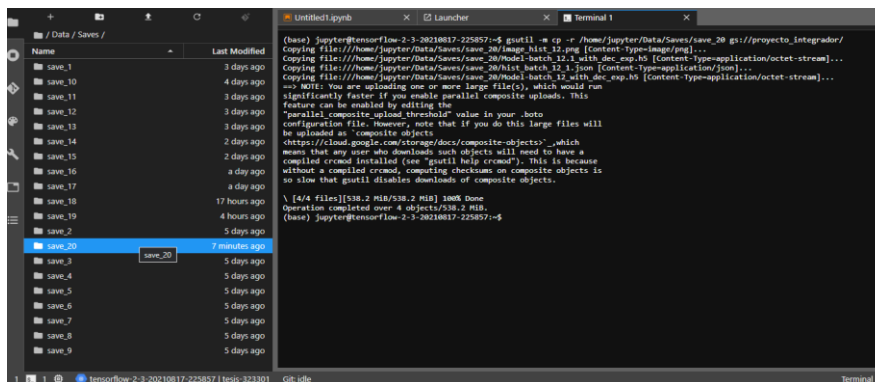 Untitled1.ipynb
Launcher
Terminal 1
/ Data / Saves /
Name Last Modified
save_1 3 days ago
save_10 4 days ago
save_11 3 days ago
save_12 3 days ago
save_13 3 days ago
save_14 2 days ago
save_15 2 days ago
save_16 a day ago
save_17 a day ago
save_18 17 hours ago
save_19 4 hours ago
save_2 5 days ago
save_20 7 minutes ago
save_20
save_3 5 days ago
save_4 5 days ago
save_5 5 days ago
save_6 5 days ago
save_7 5 days ago
save_8 5 days ago
save_9 5 days ago
(base) jupyter@tensorflow-2-3-20210817-225857:~$ gsutil -m cp -r /home/jupyter/Data/Saves/save_20 gs://proyecto_integrador/
Copying file:///home/jupyter/Data/Saves/save_20/image_hist_12.png [Content-Type=image/png]...
Copying file:///home/jupyter/Data/Saves/save_20/Model-batch_12.1_with_dec_exp.h5 [Content-Type=application/octet-stream]...
Copying file:///home/jupyter/Data/Saves/save_20/hist_batch_12_1.json [Content-Type=application/json]...
Copying file:///home/jupyter/Data/Saves/save_20/Model-batch_12_with_dec_exp.h5 [Content-Type=application/octet-stream]...
==> NOTE: You are uploading one or more large file(s), which would run
significantly faster if you enable parallel composite uploads. This
feature can be enabled by editing the
"parallel_composite_upload_threshold" value in your .boto
configuration file. However, note that if you do this large files will
be uploaded as `composite objects
<https://cloud.google.com/storage/docs/composite-objects>`_,which
means that any user who downloads such objects will need to have a
compiled crcmod installed (see "gsutil help crcmod"). This is because
without a compiled crcmod, computing checksums on composite objects is
so slow that gsutil disables downloads of composite objects.
\ [4/4 files][538.2 MiB/538.2 MiB] 100% Done
Operation completed over 4 objects/538.2 MiB.
(base) jupyter@tensorflow-2-3-20210817-225857:~$
1 1 tensorflow-2-3-20210817-225857 | tesis-323301 Git: idle Terminal